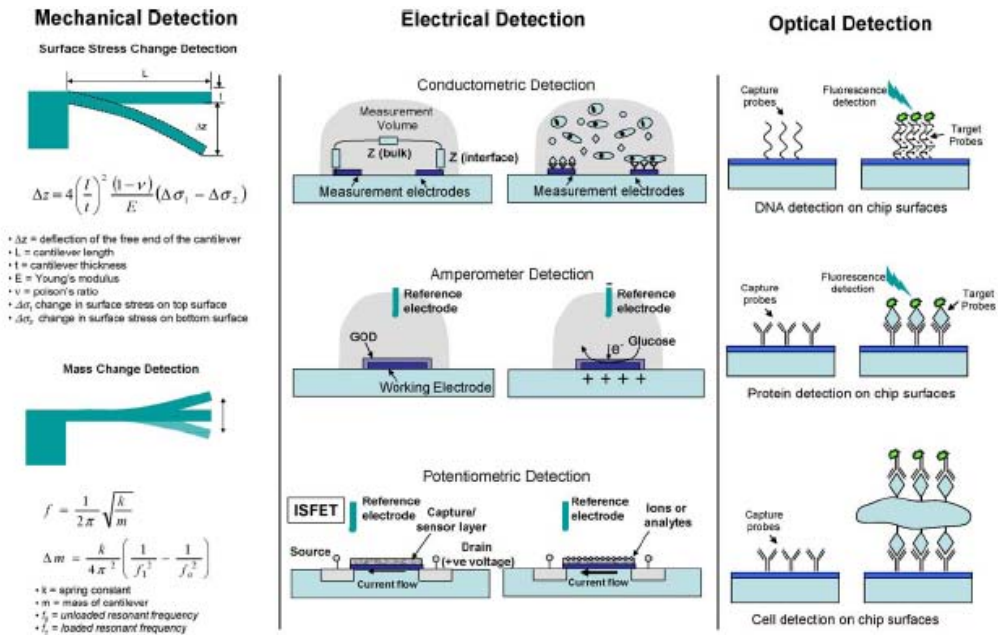 Mechanical Detection
Surface Stress Change Detection
L
t
Δz
Δz = 4(l/t)² (1-ν)/E (Δσ₁ − Δσ₂)
• Δz = deflection of the free end of the cantilever
• L = cantilever length
• t = cantilever thickness
• E = Young's modulus
• ν = poison's ratio
• Δσ₁ change in surface stress on top surface
• Δσ₂ change in surface stress on bottom surface
Mass Change Detection
f = 1/2π √k/m
Δm = k/4π² (1/f₁² − 1/f₀²)
• k = spring constant
• m = mass of cantilever
• f₀ = unloaded resonant frequency
• f₁ = loaded resonant frequency
Electrical Detection
Conductometric Detection
Measurement
Volume
Z (bulk)
Z (interface)
Measurement electrodes
Measurement electrodes
Amperometer Detection
Reference
electrode
GOD
Working Electrode
Reference
electrode
e⁻
Glucose
+ + + +
Potentiometric Detection
ISFET
Reference
electrode
Capture/
sensor layer
Source
Drain
(+ve voltage)
Current flow
Reference
electrode
Ions or
analytes
Current flow
Optical Detection
Capture
probes
Fluorescence
detection
Target
Probes
DNA detection on chip surfaces
Capture
probes
Fluorescence
detection
Target
Probes
Protein detection on chip surfaces
Capture
probes
Cell detection on chip surfaces